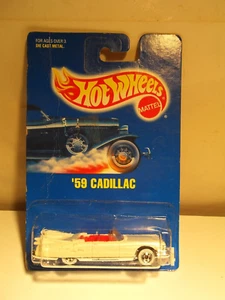 FOR AGES OVER 3
DIE CAST METAL.
Hot Wheels
MATTEL
'59 CADILLAC